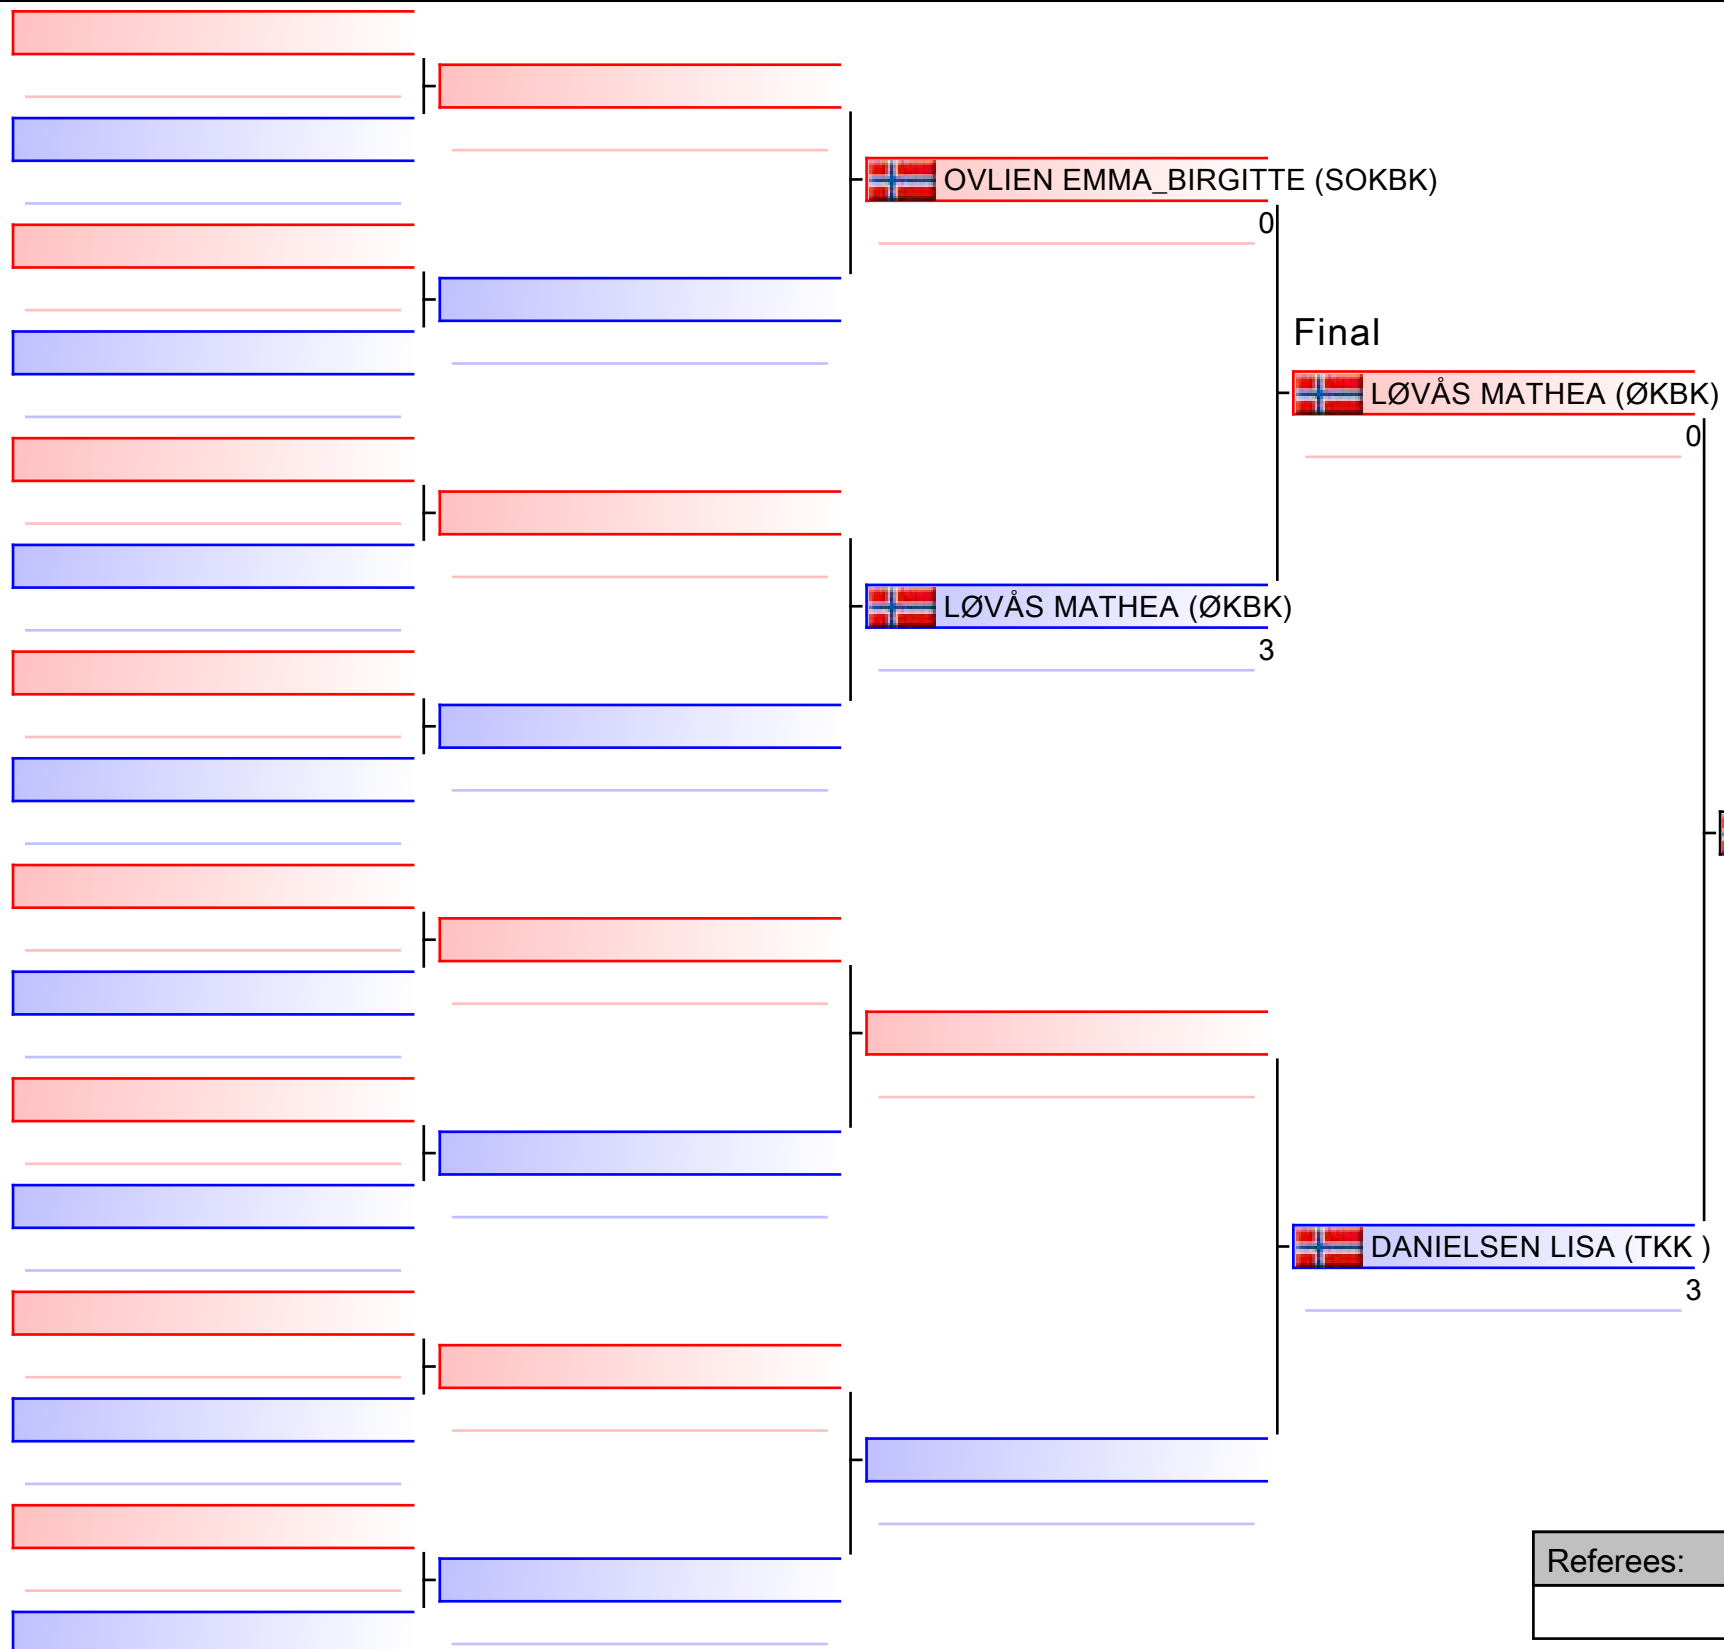 OVLIEN EMMA_BIRGITTE (SOKBK)
0
Final
LØVÅS MATHEA (ØKBK)
0
LØVÅS MATHEA (ØKBK)
3
DANIELSEN LISA (TKK )
3
Referees: